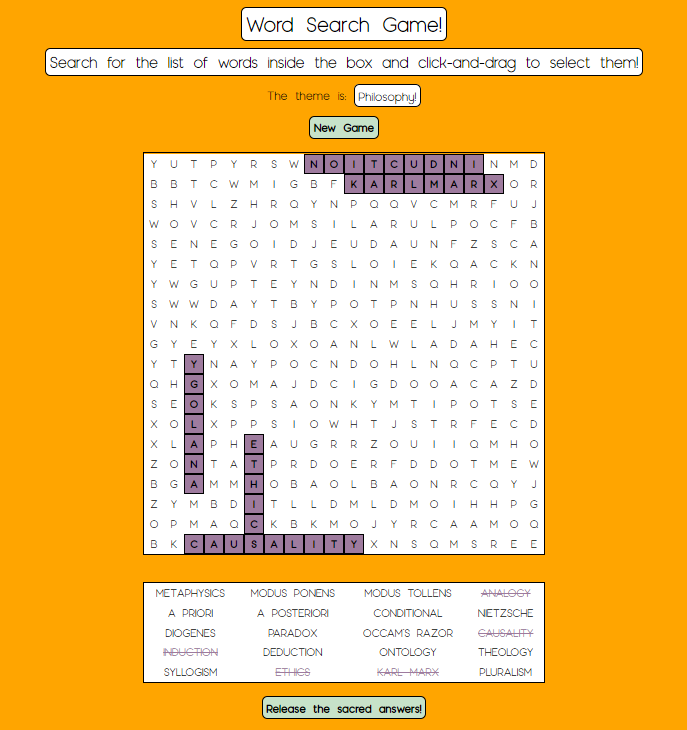 Word Search Game!
Search for the list of words inside the box and click-and-drag to select them!
The theme is: Philosophy!
New Game
Y U T P Y R S W N O I T C U D N I N M D
B B T C W M I G B F K A R L M A R X O R
S H V L Z H R Q Y N P Q Q V C M R F U J
W O V C R J O M S I L A R U L P O C F B
S E N E G O I D J E U D A U N F Z S C A
Y E T Q P V R T G S L O I E K Q A C K N
Y W G U P T E Y N D I N M S Q H R I O O
S W W D A Y T B Y P O T P N H U S S N I
V N K Q F D S J B C X O E E L J M Y I T
G Y E Y X L O X O A N L W L A D A H E C
Y T Y N A Y P O C N D O H L N Q C P T U
Q H G X O M A J D C I G D O O A C A Z D
S E O K S P S A O N K Y M T I P O T S E
X O L X P P S I O W H T J S T R F E C D
X L A P H E A U G R R Z O U I I Q M H O
Z O N T A T P R D O E R F D D O T M E W
B G A M M H O B A O L B A O N R C Q Y J
Z Y M B D I T L L D M L D M O I H H P G
O P M A Q C K B K M O J Y R C A A M O Q
B K C A U S A L I T Y X N S Q M S R E E
METAPHYSICS MODUS PONENS MODUS TOLLENS ANALOGY
A PRIORI A POSTERIORI CONDITIONAL NIETZSCHE
DIOGENES PARADOX OCCAM'S RAZOR CAUSALITY
INDUCTION DEDUCTION ONTOLOGY THEOLOGY
SYLLOGISM ETHICS KARL MARX PLURALISM
Release the sacred answers!